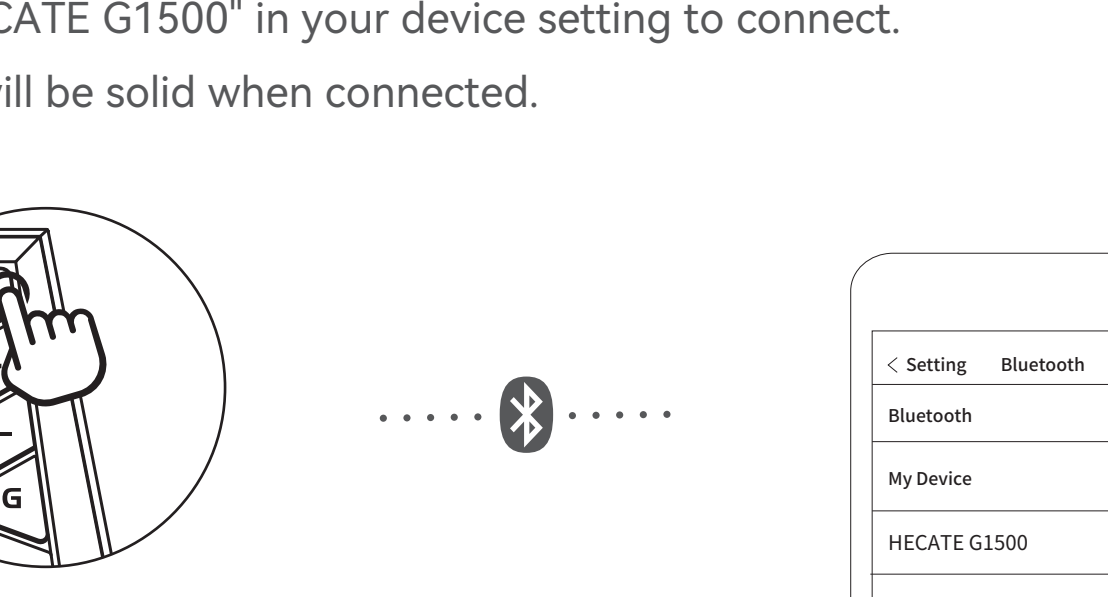 CATE G1500" in your device setting to connect.
will be solid when connected.
G
< Setting Bluetooth
Bluetooth
My Device
HECATE G1500